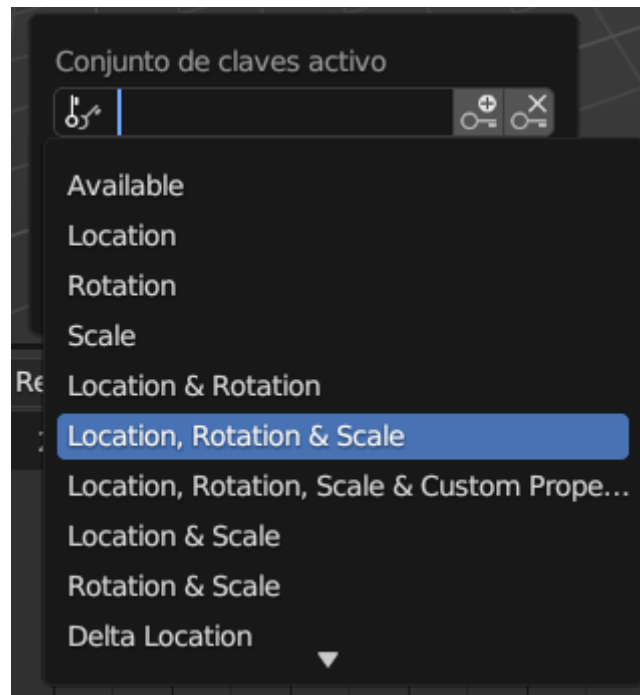 Conjunto de claves activo
Available
Location
Rotation
Scale
Location & Rotation
Re
Location, Rotation & Scale
Location, Rotation, Scale & Custom Prope...
Location & Scale
Rotation & Scale
Delta Location